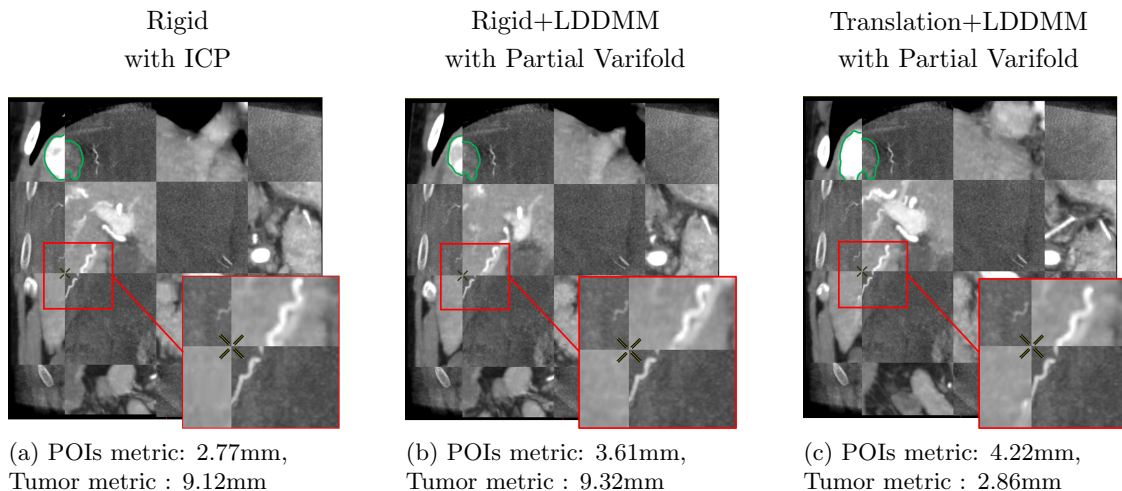 Rigid
with ICP
Rigid+LDDMM
with Partial Varifold
Translation+LDDMM
with Partial Varifold
(a) POIs metric: 2.77mm,
Tumor metric : 9.12mm
(b) POIs metric: 3.61mm,
Tumor metric : 9.32mm
(c) POIs metric: 4.22mm,
Tumor metric : 2.86mm